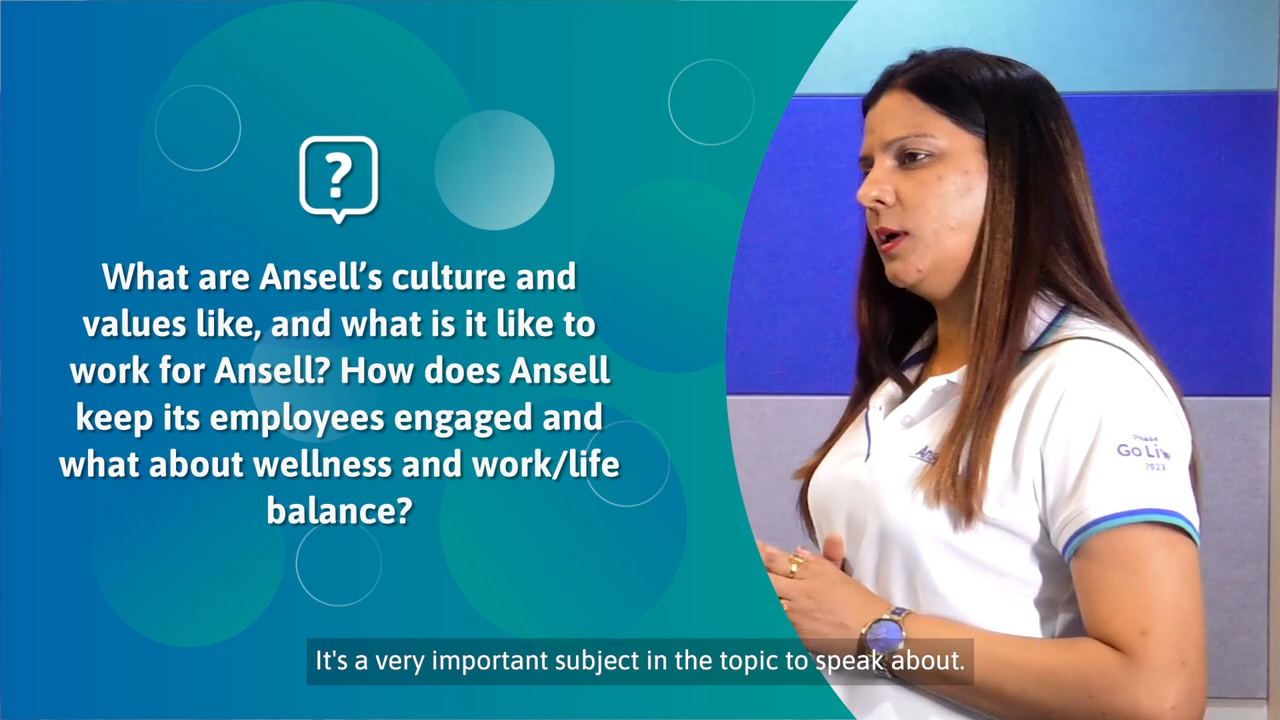 ?
What are Ansell’s culture and
values like, and what is it like to
work for Ansell? How does Ansell
keep its employees engaged and
what about wellness and work/life
balance?
Phase
2023
It's a very important subject in the topic to speak about.